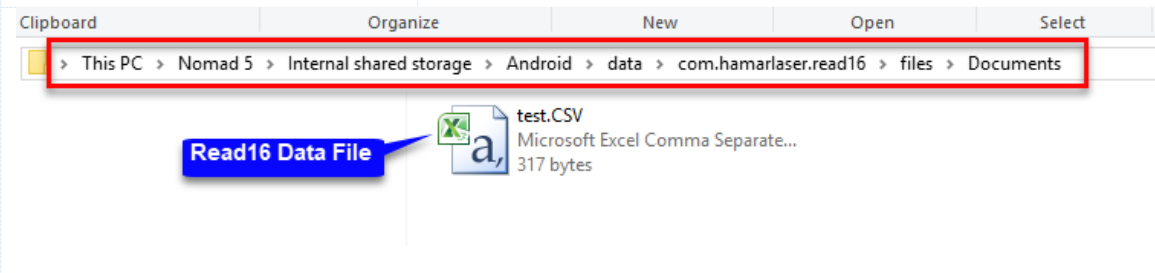 Clipboard Organize New Open Select
> This PC > Nomad 5 > Internal shared storage > Android > data > com.hamarlaser.read16 > files > Documents
test.CSV
Microsoft Excel Comma Separate...
317 bytes
Read16 Data File